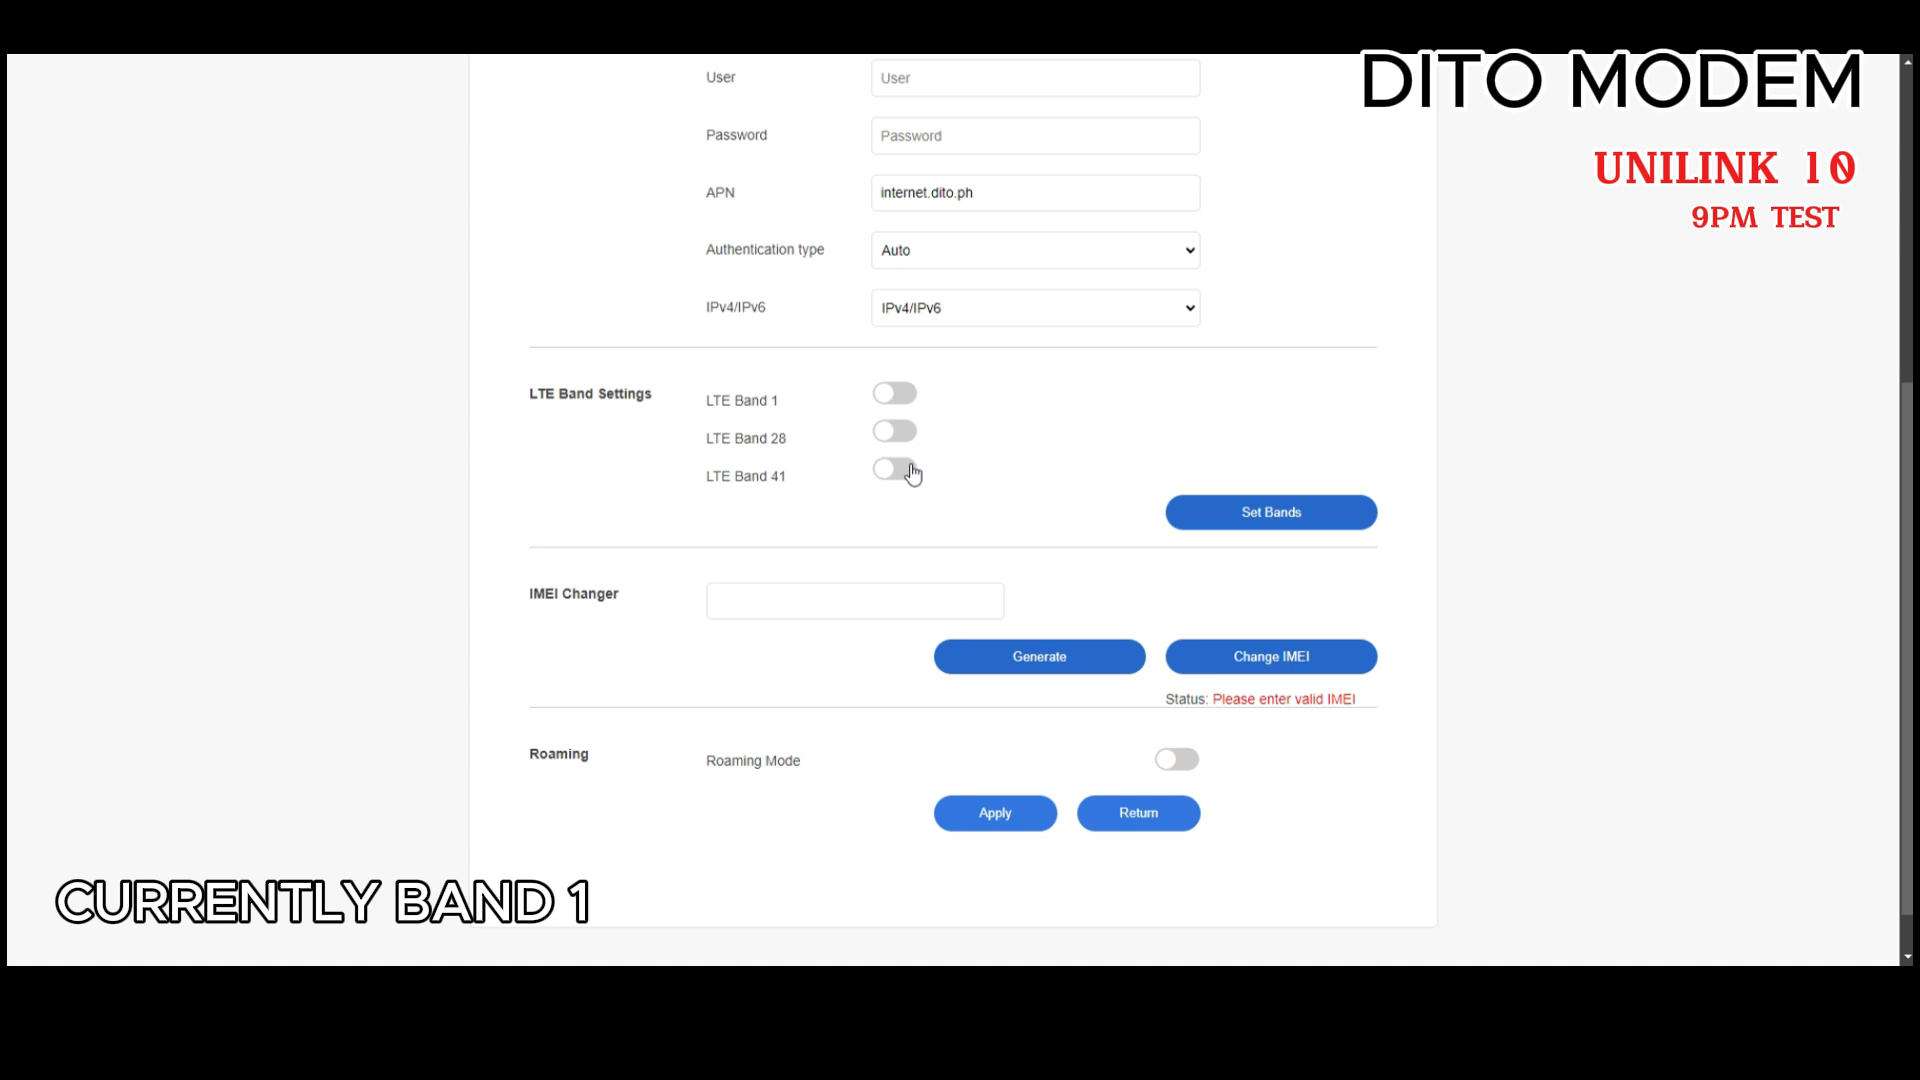 DITO MODEM
UNILINK 10
9PM TEST
User
User
Password
Password
APN
internet.dito.ph
Authentication type
Auto
IPv4/IPv6
IPv4/IPv6
LTE Band Settings
LTE Band 1
LTE Band 28
LTE Band 41
Set Bands
IMEI Changer
Generate
Change IMEI
Status: Please enter valid IMEI
Roaming
Roaming Mode
Apply
Return
CURRENTLY BAND 1